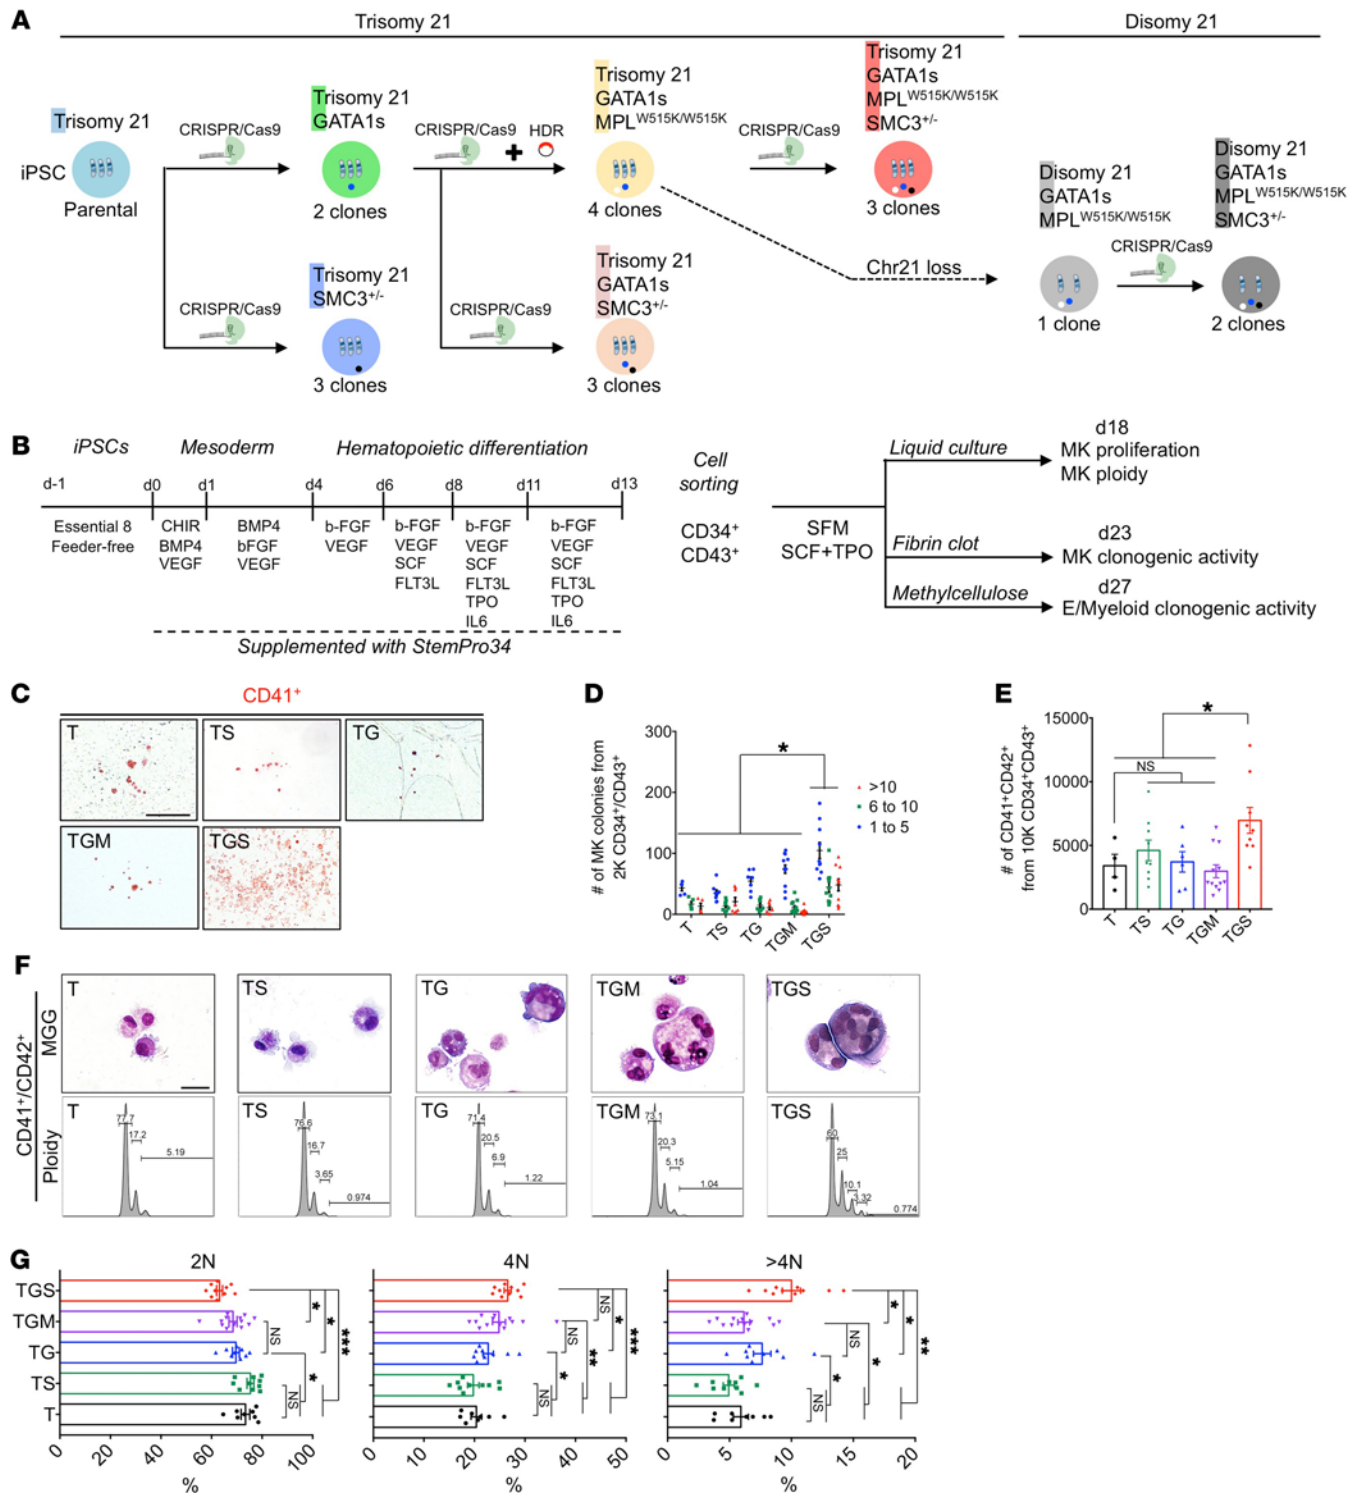 A
Trisomy 21
Disomy 21
iPSC
Trisomy 21
Parental
CRISPR/Cas9
Trisomy 21
GATA1s
2 clones
CRISPR/Cas9
HDR
Trisomy 21
GATA1s
MPLW515K/W515K
4 clones
CRISPR/Cas9
Trisomy 21
GATA1s
MPLW515K/W515K
SMC3+/-
3 clones
CRISPR/Cas9
Trisomy 21
SMC3+/-
3 clones
CRISPR/Cas9
Trisomy 21
GATA1s
SMC3+/-
3 clones
Chr21 loss
Disomy 21
GATA1s
MPLW515K/W515K
1 clone
CRISPR/Cas9
Disomy 21
GATA1s
MPLW515K/W515K
SMC3+/-
2 clones
B
iPSCs
Mesoderm
Hematopoietic differentiation
d-1
d0
d1
d4
d6
d8
d11
d13
Essential 8
Feeder-free
CHIR
BMP4
VEGF
BMP4
bFGF
VEGF
b-FGF
VEGF
b-FGF
VEGF
SCF
FLT3L
b-FGF
VEGF
SCF
FLT3L
TPO
IL6
b-FGF
VEGF
SCF
FLT3L
TPO
IL6
Supplemented with StemPro34
Cell
sorting
CD34+
CD43+
SFM
SCF+TPO
Liquid culture
d18
MK proliferation
MK ploidy
Fibrin clot
d23
MK clonogenic activity
Methylcellulose
d27
E/Myeloid clonogenic activity
C
CD41+
T
TS
TG
TGM
TGS
D
# of MK colonies from
2K CD34+/CD43+
300
200
100
0
*
>10
6 to 10
1 to 5
T
TS
TG
TGM
TGS
E
# of CD41+CD42+
from 10K CD34+CD43+
15000
10000
5000
0
*
NS
T
TS
TG
TGM
TGS
F
CD41+/CD42+
MGG
T
TS
TG
TGM
TGS
Ploidy
T
77.7
17.2
5.19
TS
76.6
16.7
3.65
0.974
TG
71.4
20.5
6.9
1.22
TGM
73.1
20.3
5.15
1.04
TGS
60
25
10.1
3.32
0.774
G
2N
TGS
TGM
TG
TS
T
NS
NS
*
*
*
***
0
20
40
60
80
100
%
4N
NS
*
NS
NS
**
*
***
0
10
20
30
40
50
%
>4N
NS
*
NS
*
*
*
**
0
5
10
15
20
%